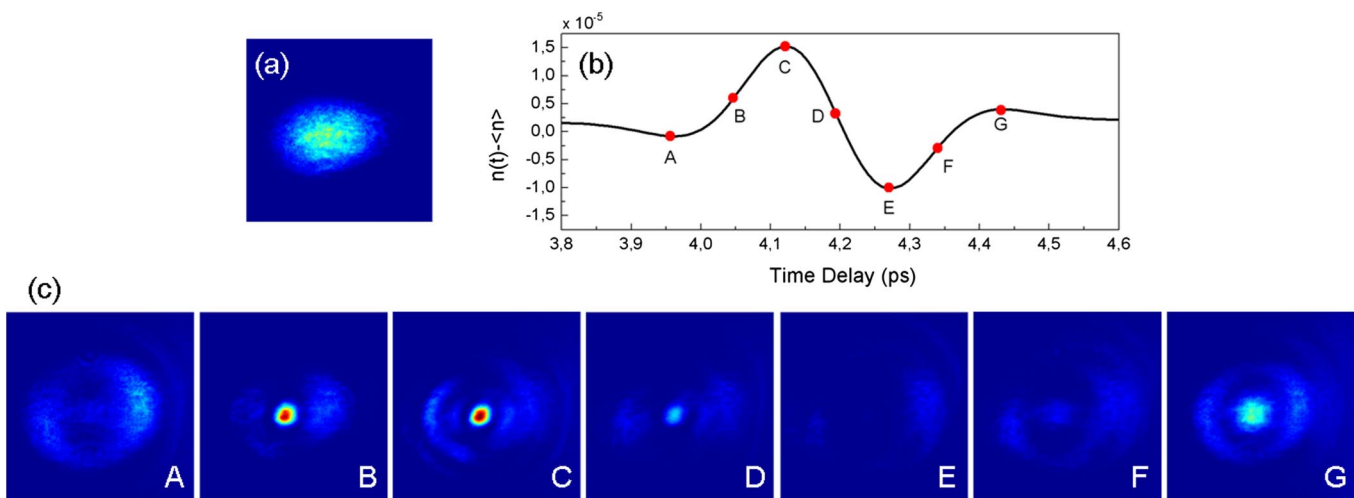 (a)
(b)
x 10⁻⁵
1,5
1,0
0,5
0,0
-0,5
-1,0
-1,5
n(t)-<n>
A
B
C
D
E
F
G
3,8 3,9 4,0 4,1 4,2 4,3 4,4 4,5 4,6
Time Delay (ps)
(c)
A B C D E F G